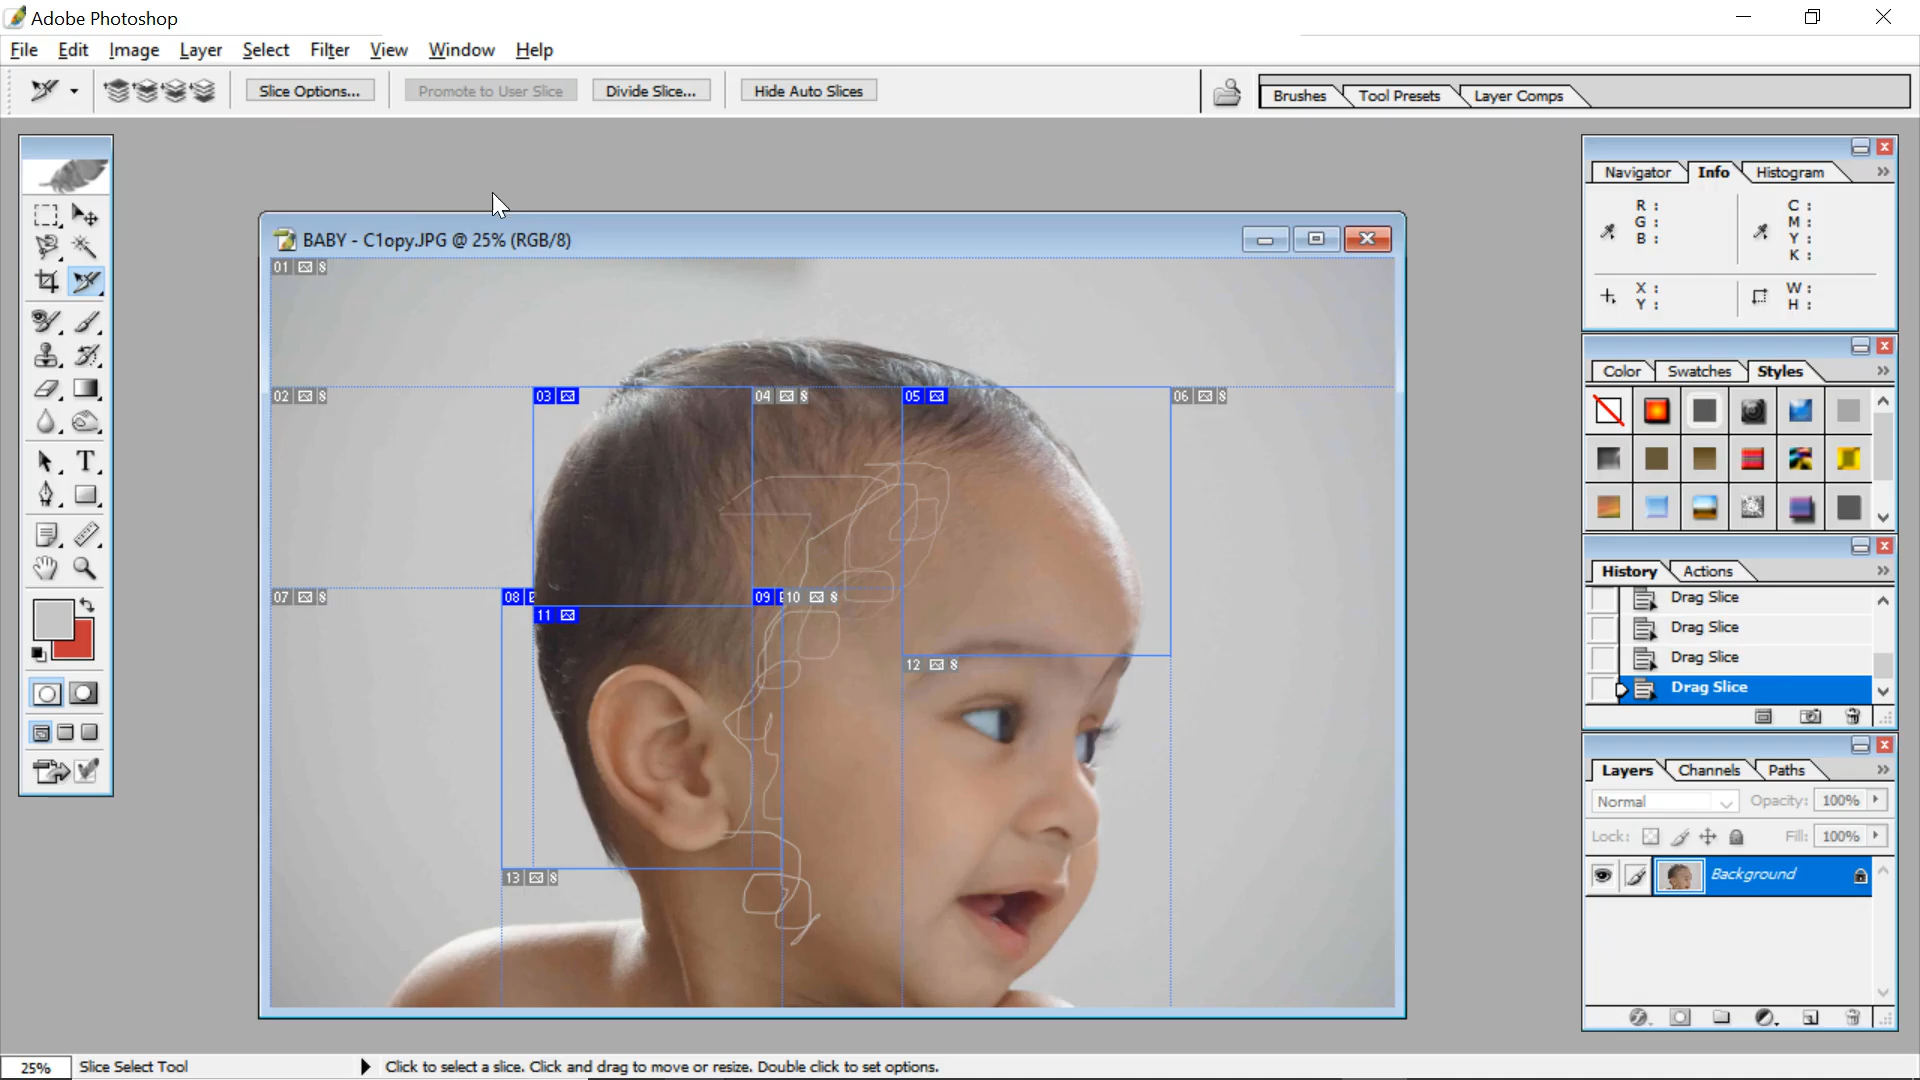 Adobe Photoshop
File Edit Image Layer Select Filter View Window Help
Slice Options... Promote to User Slice Divide Slice... Hide Auto Slices Brushes Tool Presets Layer Comps
BABY - C1opy.JPG @ 25% (RGB/8)
01
02 03 04 05 06
07 08 09 10
11
12
13
Navigator Info Histogram
R : C :
G : M :
B : Y :
K :
X : W :
Y : H :
Color Swatches Styles
History Actions
Drag Slice
Drag Slice
Drag Slice
Drag Slice
Layers Channels Paths
Normal Opacity: 100%
Lock: Fill: 100%
Background
25% Slice Select Tool Click to select a slice. Click and drag to move or resize. Double click to set options.